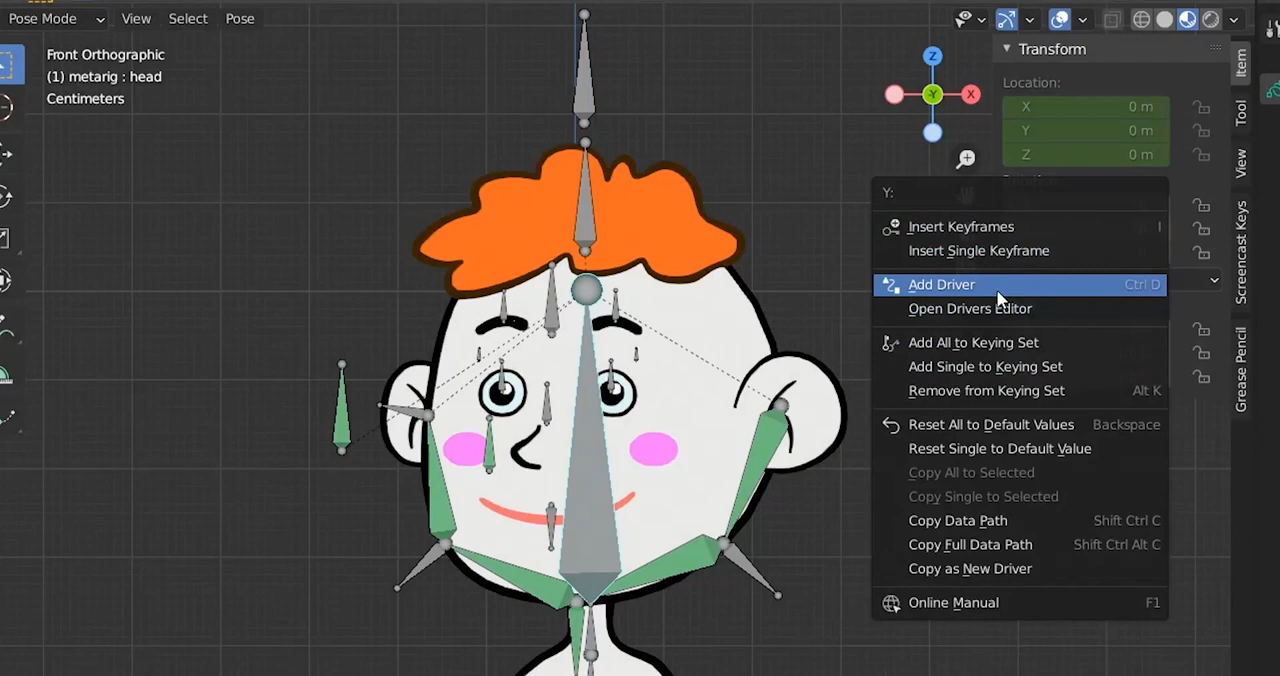 Pose Mode View Select Pose
Front Orthographic
(1) metarig : head
Centimeters
Z
-Y
X
Transform
Location:
X 0 m
Y 0 m
Z 0 m
Item
Tool
View
Screencast Keys
Grease Pencil
Y:
Insert Keyframes I
Insert Single Keyframe
Add Driver Ctrl D
Open Drivers Editor
Add All to Keying Set
Add Single to Keying Set
Remove from Keying Set Alt K
Reset All to Default Values Backspace
Reset Single to Default Value
Copy All to Selected
Copy Single to Selected
Copy Data Path Shift Ctrl C
Copy Full Data Path Shift Ctrl Alt C
Copy as New Driver
Online Manual F1